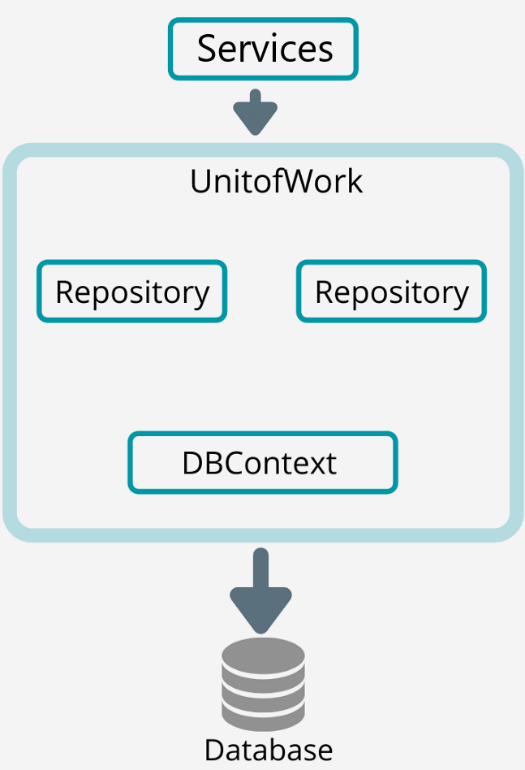 Services
UnitofWork
Repository
Repository
DBContext
Database